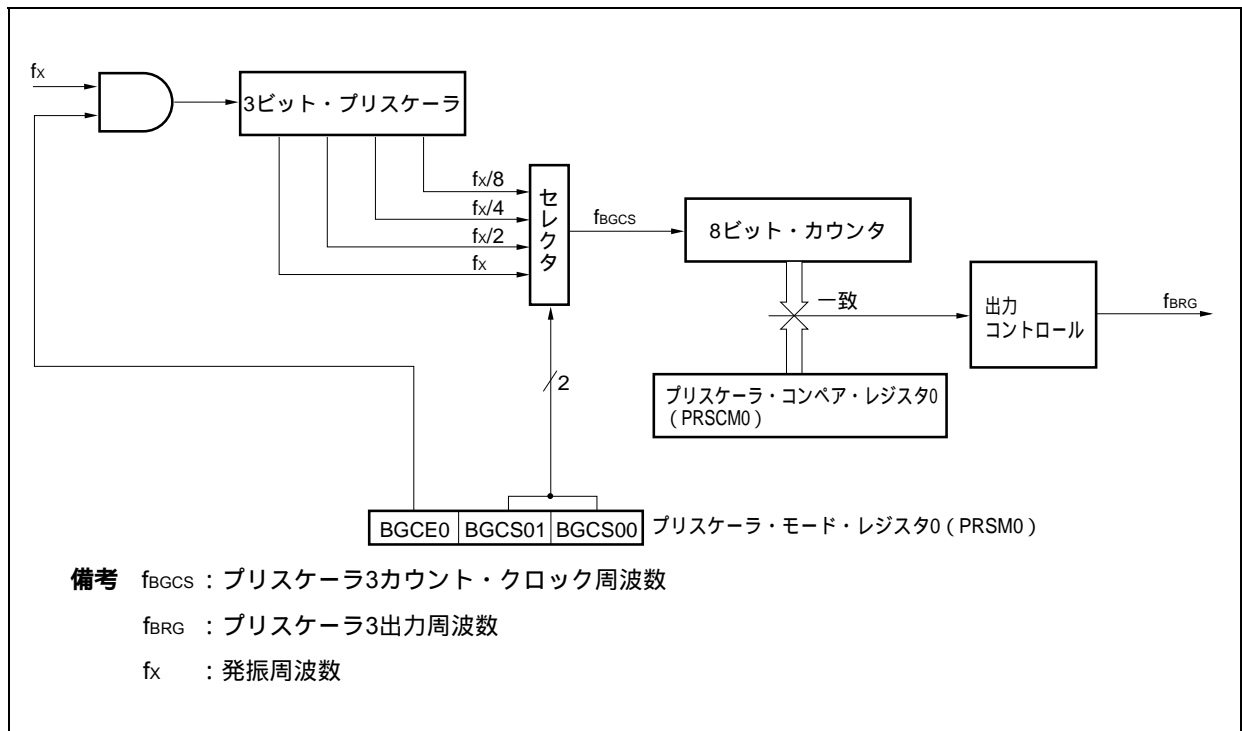 fX
3ビット・プリスケーラ
fX/8
fX/4
fX/2
fX
セレクタ
fBGCS
8ビット・カウンタ
一致
出力
コントロール
fBRG
プリスケーラ・コンペア・レジスタ0
（PRSCM0）
2
BGCE0 BGCS01 BGCS00 プリスケーラ・モード・レジスタ0（PRSM0）
備考 fBGCS：プリスケーラ3カウント・クロック周波数
fBRG ：プリスケーラ3出力周波数
fX ：発振周波数